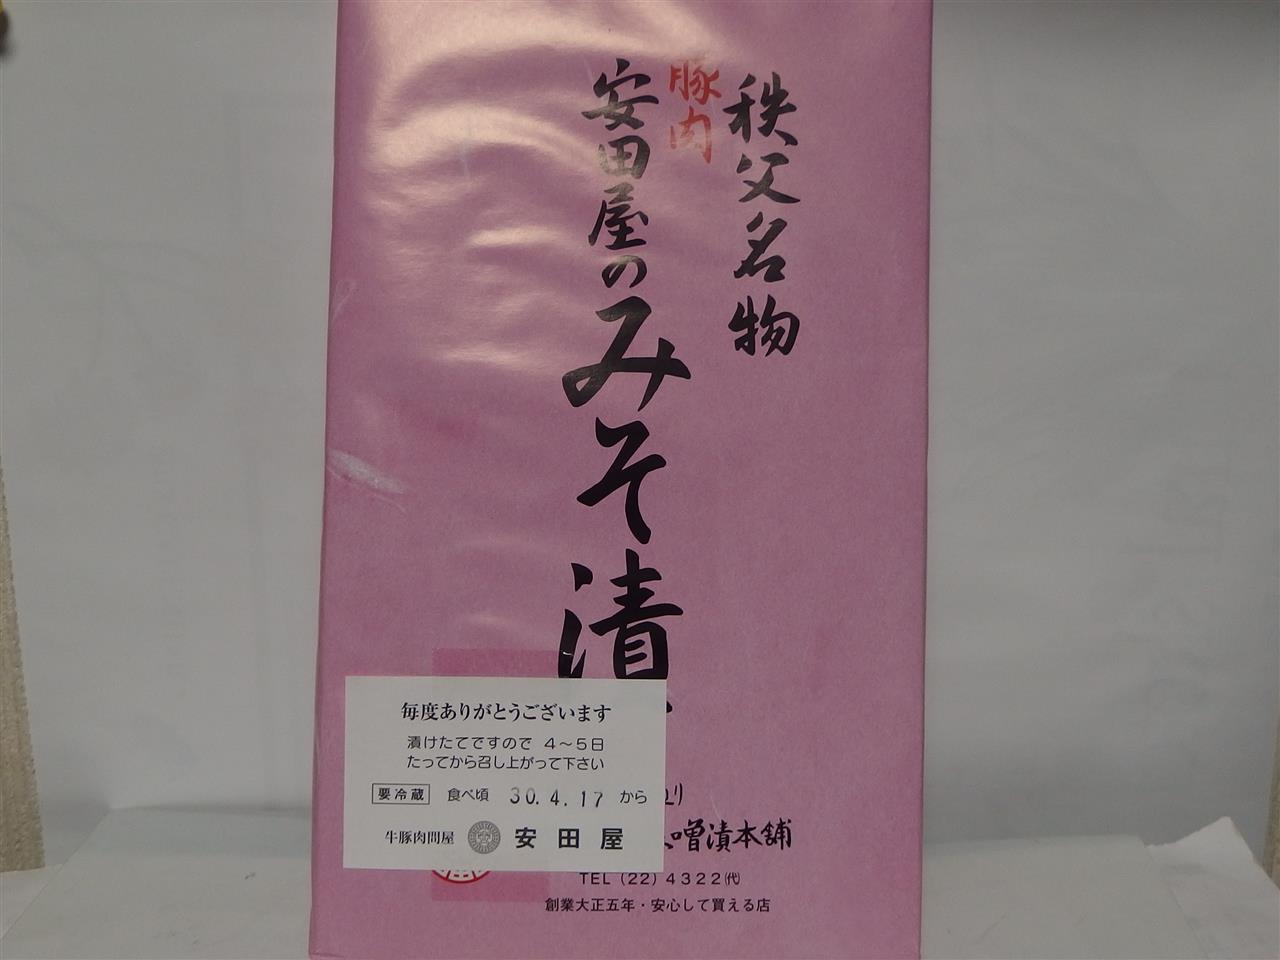 秩父名物
豚肉
安田屋のみそ漬
毎度ありがとうございます
漬けたてですので 4〜5日
たってから召し上がって下さい
要冷蔵 食べ頃 30.4.17 から
牛豚肉問屋 安田屋
噌漬本舗
TEL (22) 4322㈹
創業大正五年・安心して買える店